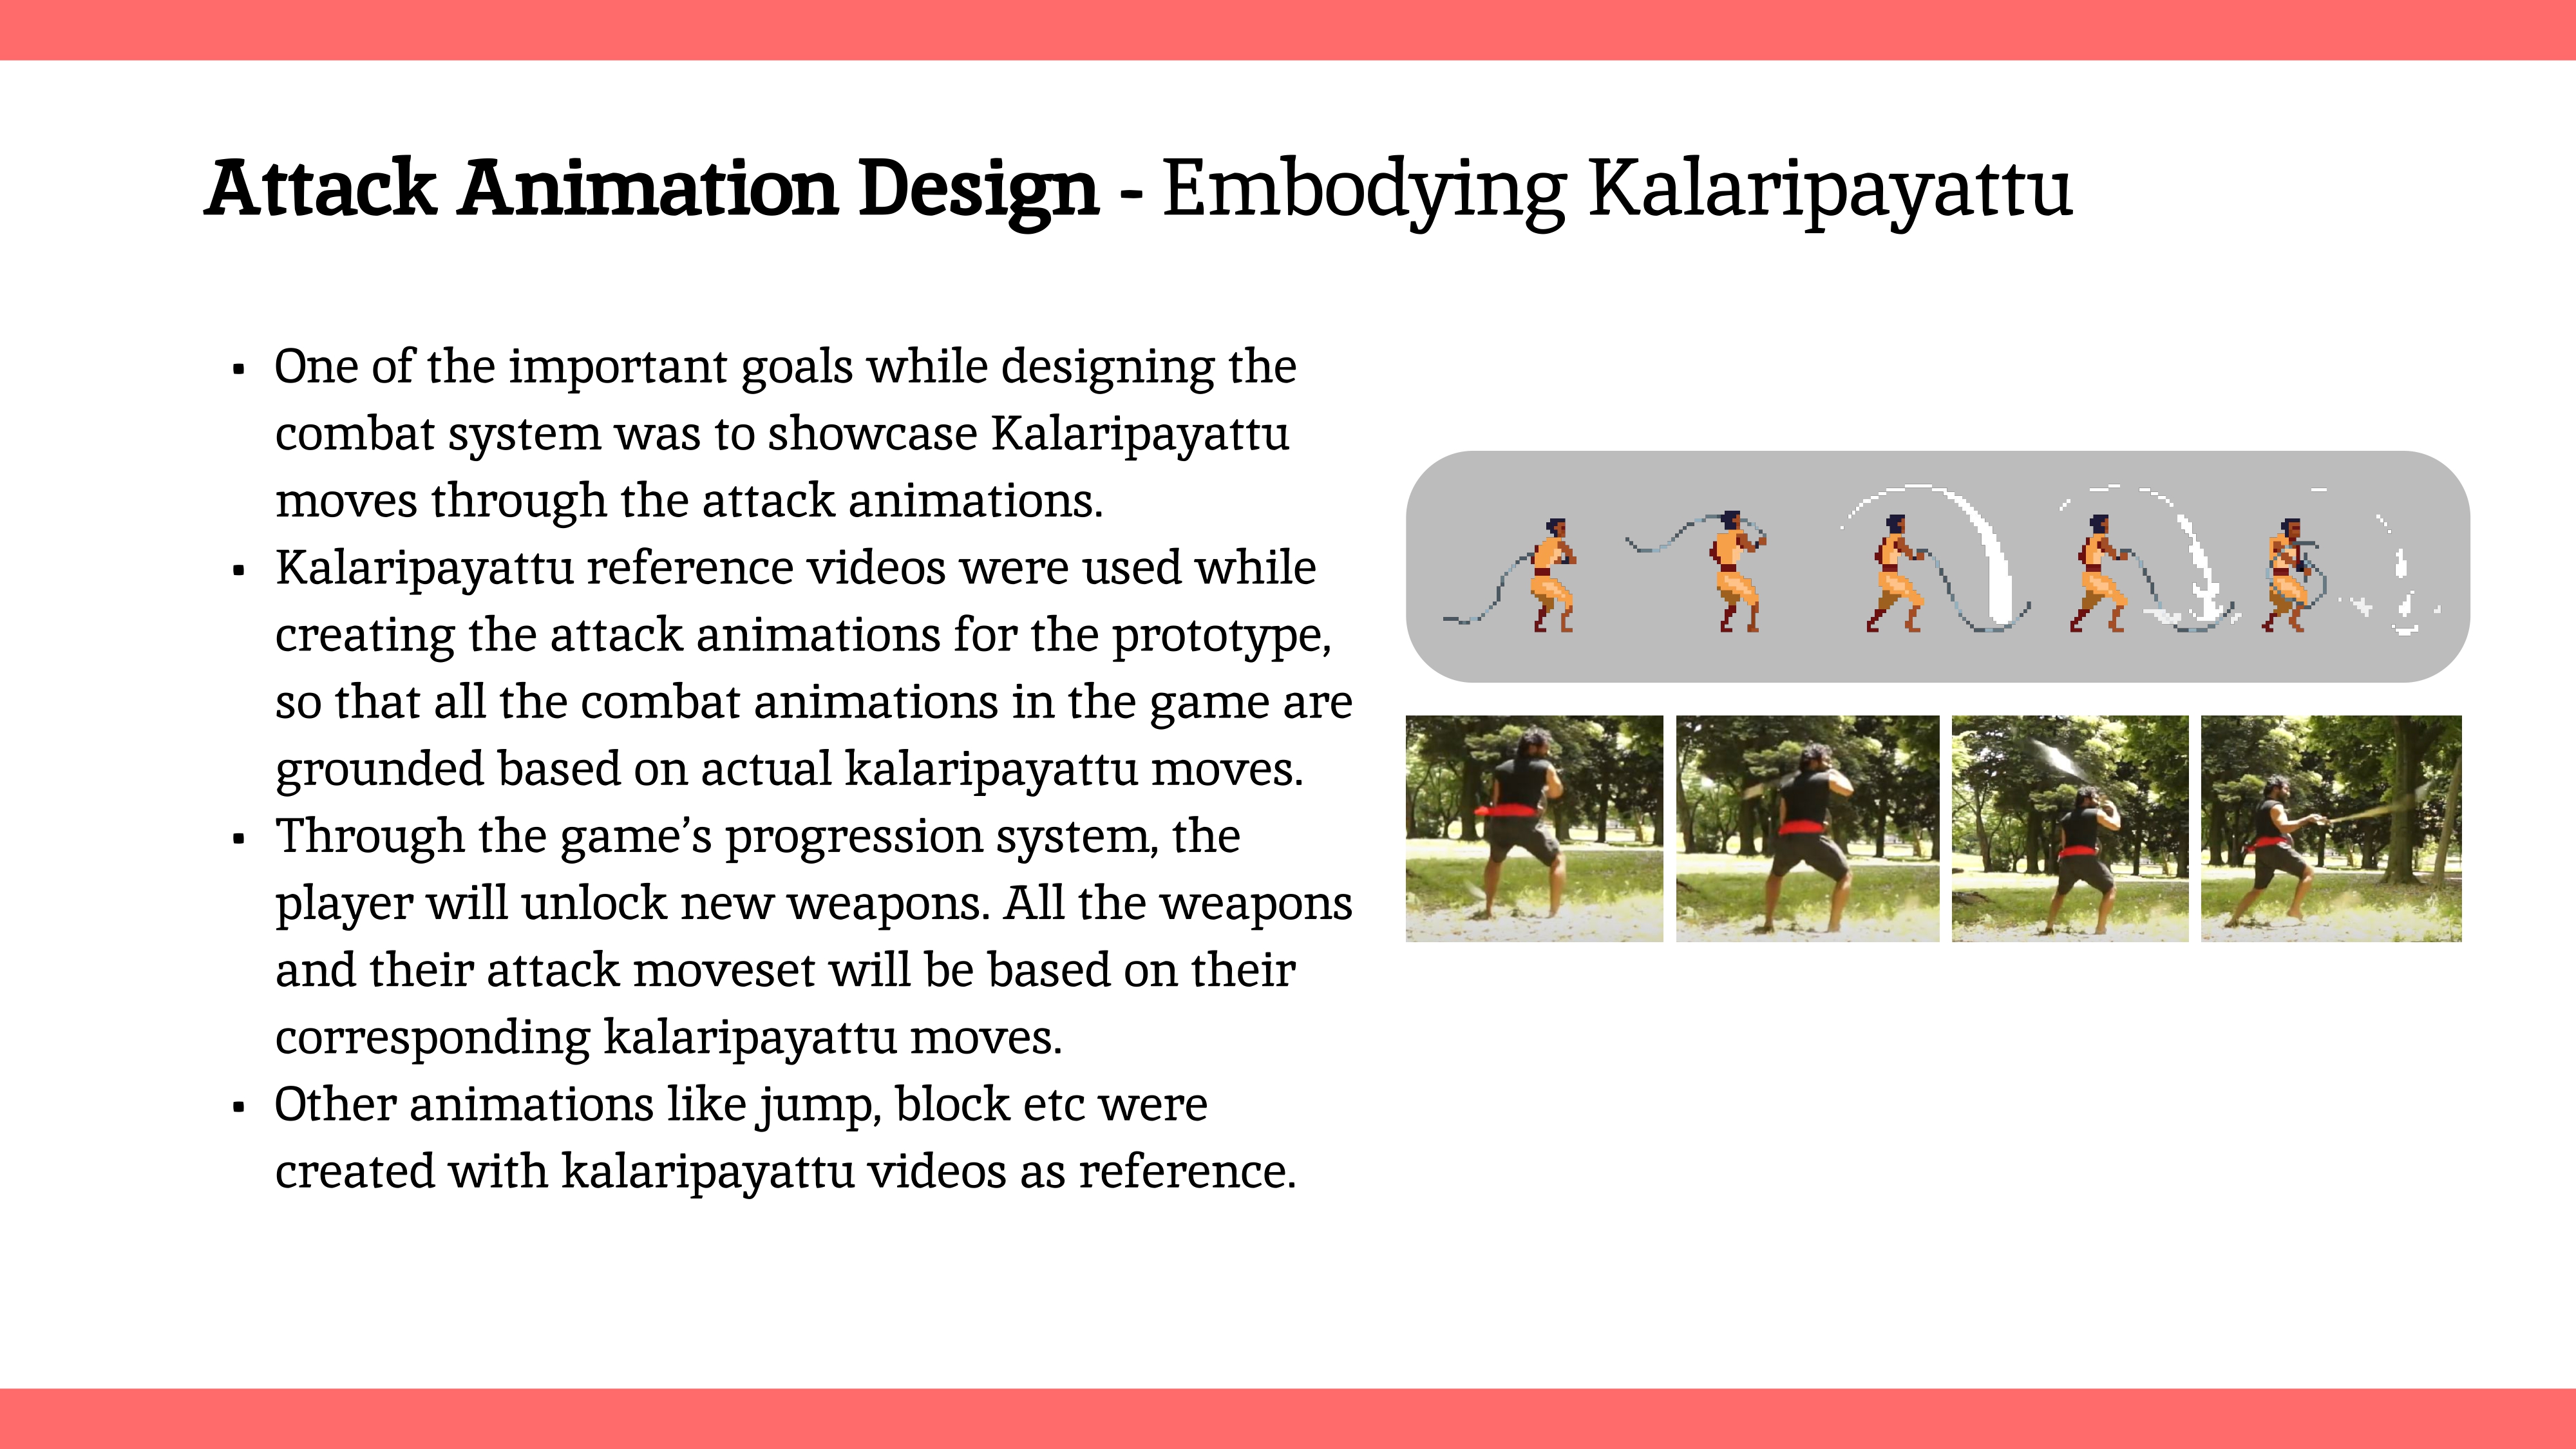 Attack Animation Design - Embodying Kalaripayattu
▪ One of the important goals while designing the
combat system was to showcase Kalaripayattu
moves through the attack animations.
▪ Kalaripayattu reference videos were used while
creating the attack animations for the prototype,
so that all the combat animations in the game are
grounded based on actual kalaripayattu moves.
▪ Through the game’s progression system, the
player will unlock new weapons. All the weapons
and their attack moveset will be based on their
corresponding kalaripayattu moves.
▪ Other animations like jump, block etc were
created with kalaripayattu videos as reference.